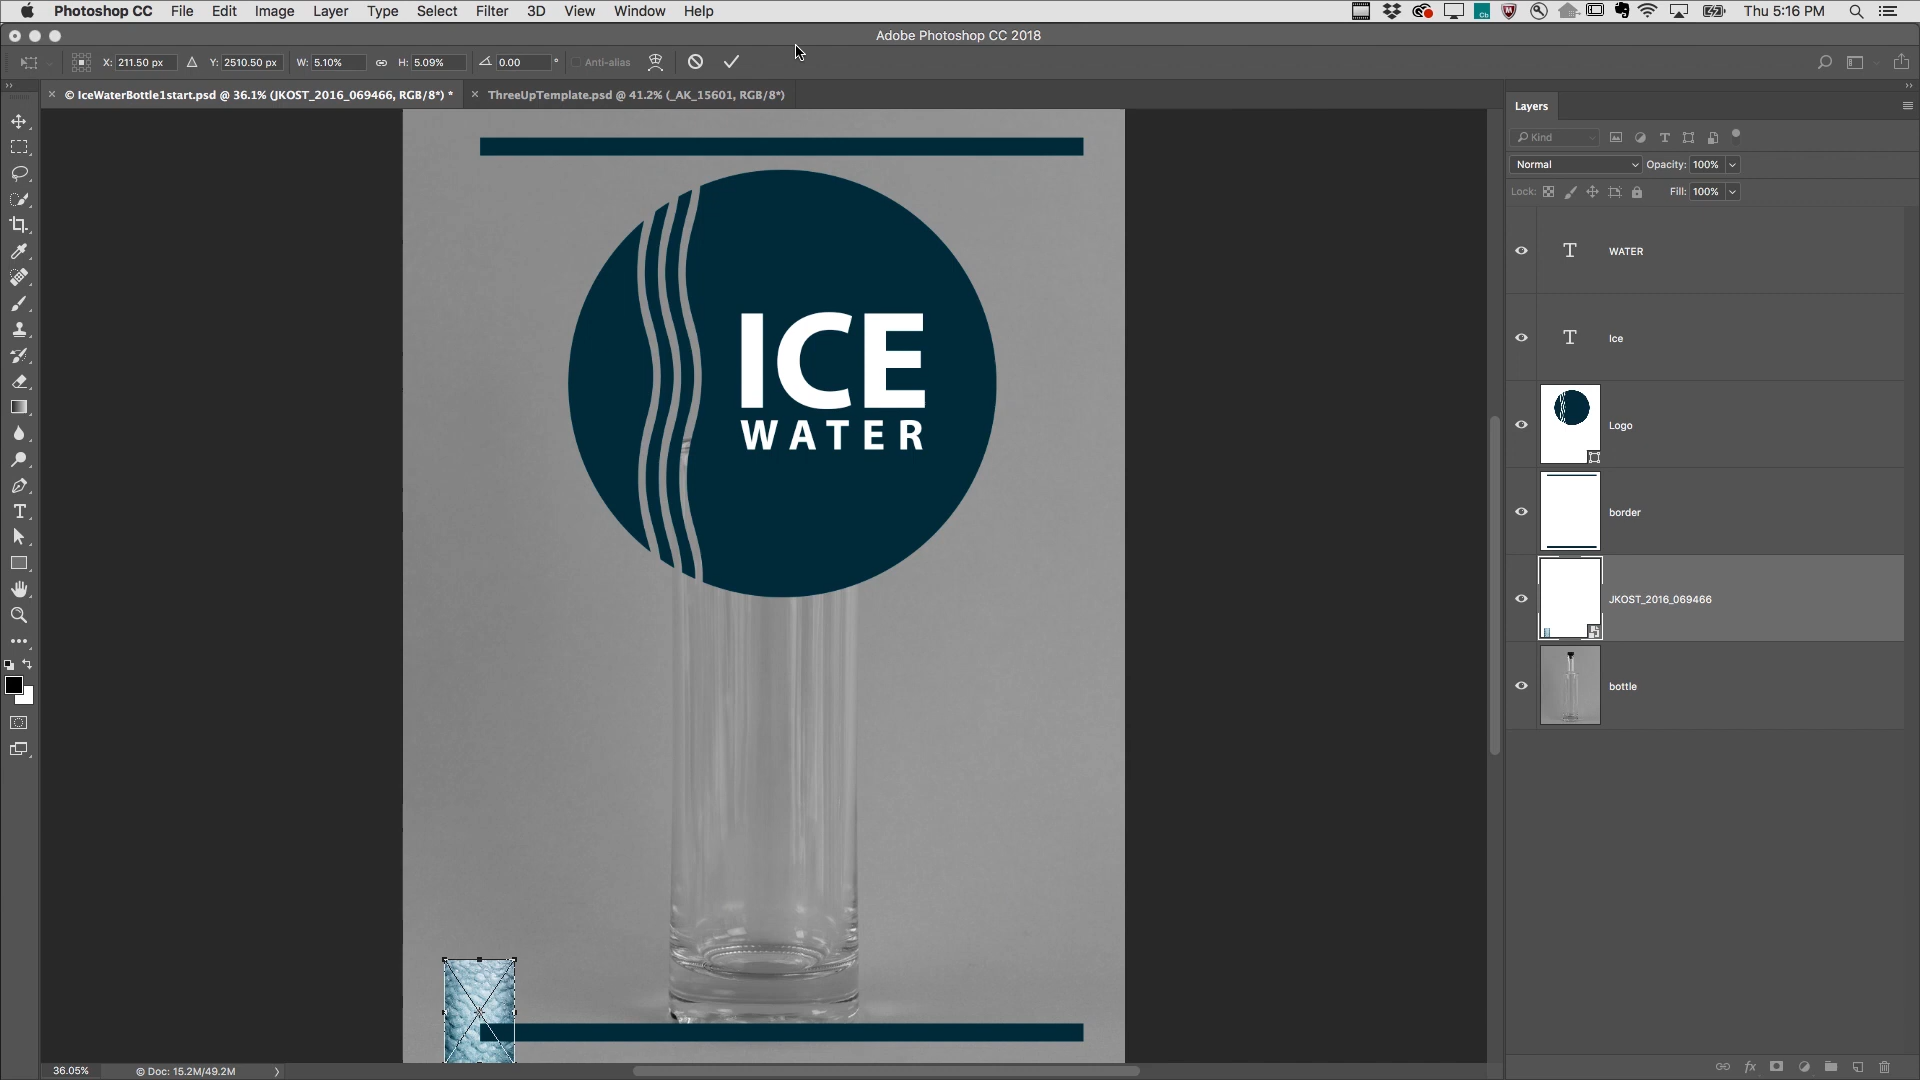 Photoshop CC File Edit Image Layer Type Select Filter 3D View Window Help Thu 5:16 PM
Adobe Photoshop CC 2018
X: 211.50 px Y: 2510.50 px W: 5.10% H: 5.09% 0.00 ° Anti-alias
© IceWaterBottle1start.psd @ 36.1% (JKOST_2016_069466, RGB/8*) * ThreeUpTemplate.psd @ 41.2% (_AK_15601, RGB/8*)
Layers
Kind
Normal Opacity: 100%
Lock: Fill: 100%
WATER
Ice
Logo
border
JKOST_2016_069466
bottle
ICE
WATER
36.05% © Doc: 15.2M/49.2M